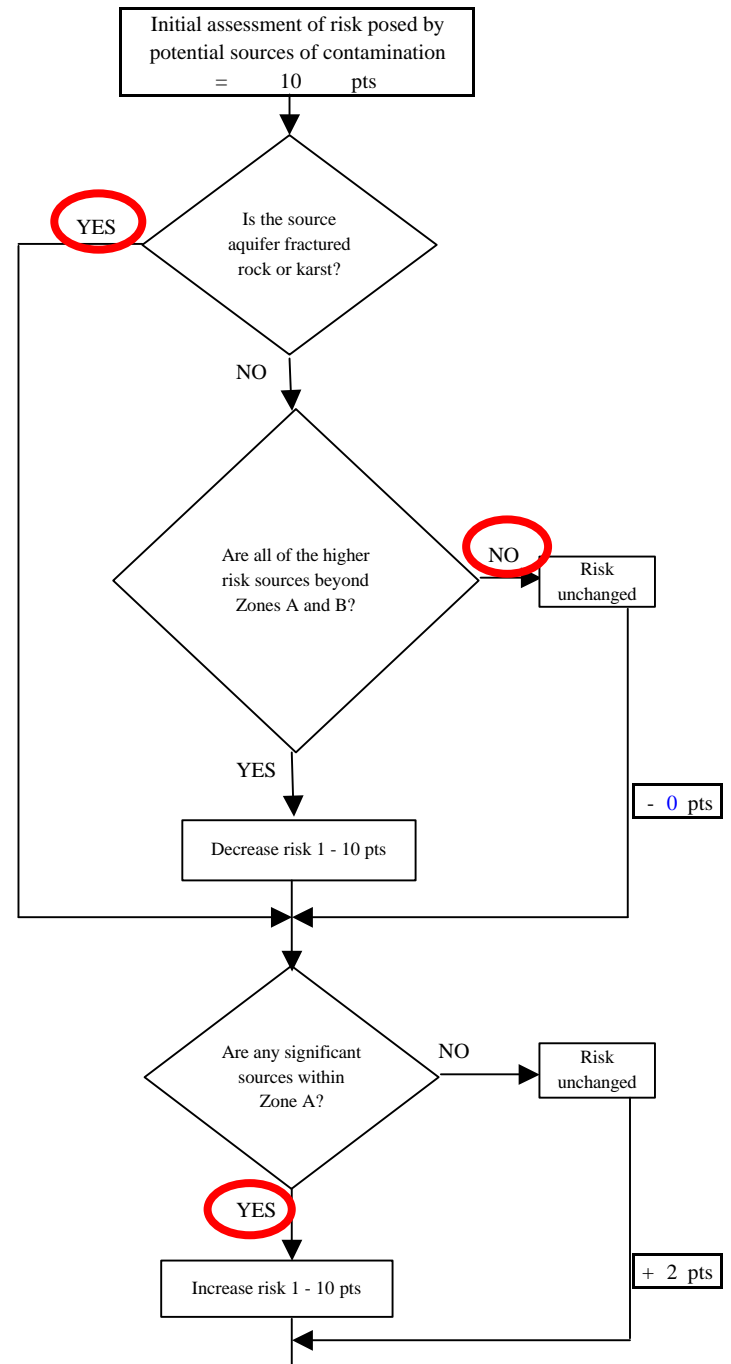 Initial assessment of risk posed by
potential sources of contamination
= 10 pts
YES
Is the source
aquifer fractured
rock or karst?
NO
Are all of the higher
risk sources beyond
Zones A and B?
NO
Risk
unchanged
YES
- 0 pts
Decrease risk 1 - 10 pts
Are any significant
sources within
Zone A?
NO
Risk
unchanged
YES
+ 2 pts
Increase risk 1 - 10 pts